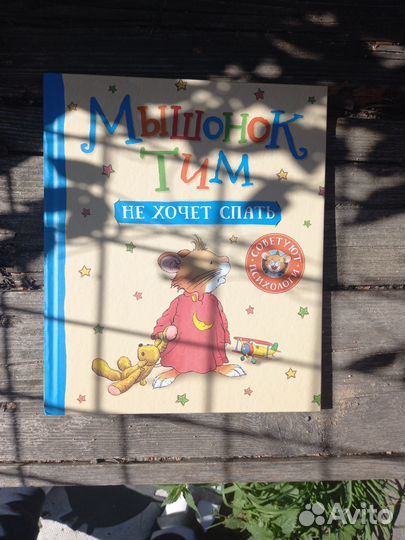 Мышонок
Тим
не хочет спать
Советуют
психологи
Avito